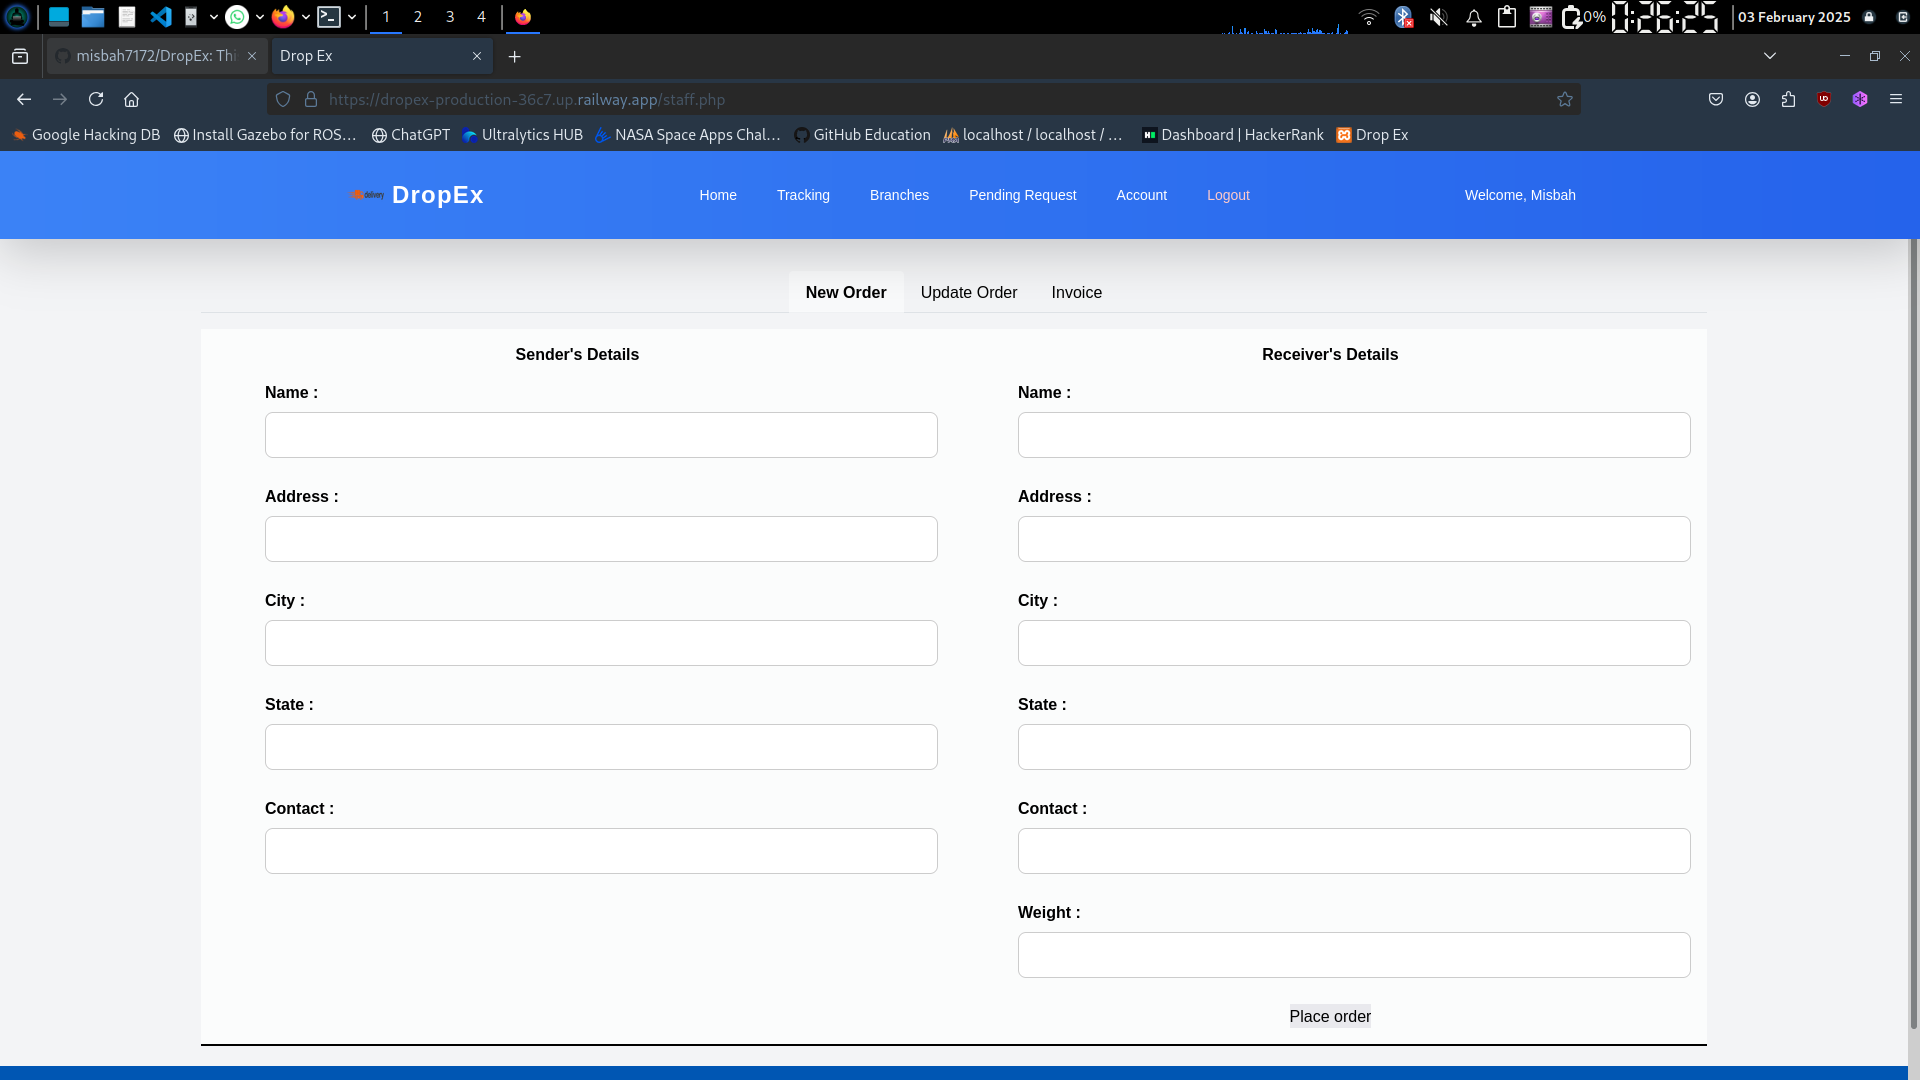 1 2 3 4 0% 0:26:25 03 February 2025
misbah7172/DropEx: Thi Drop Ex
https://dropex-production-36c7.up.railway.app/staff.php
Google Hacking DB Install Gazebo for ROS… ChatGPT Ultralytics HUB NASA Space Apps Chal… GitHub Education localhost / localhost / … Dashboard | HackerRank Drop Ex
delivery DropEx Home Tracking Branches Pending Request Account Logout Welcome, Misbah
New Order Update Order Invoice
Sender's Details Receiver's Details
Name : Name :
Address : Address :
City : City :
State : State :
Contact : Contact :
Weight :
Place order